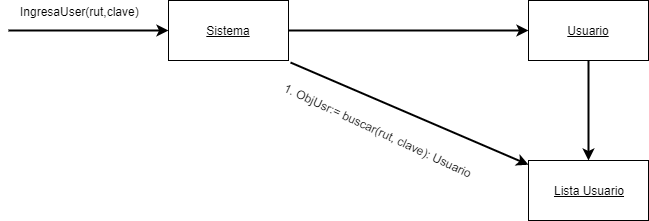 IngresaUser(rut,clave)
Sistema
Usuario
1. ObjUsr:= buscar(rut, clave): Usuario
Lista Usuario